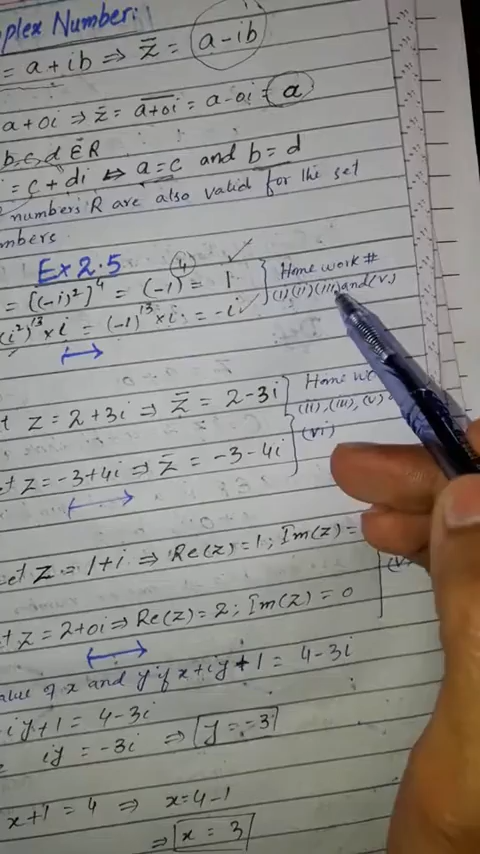 plex Number:
= a + ib ⇒ z̄ = a - ib
a + 0i ⇒ z̄ = a+0i = a - 0i = a
b, c, d ∈ R
i = c + di ⇔ a = c and b = d
numbers R are also valid for the set
mbers
Ex 2.5
= [(-i)²]⁴ = (-1)④ = 1
Home work #
(i²)¹³ × i = (-1)¹³ × i = -i
(i) (ii) (iii) and (v)
t z = 2 + 3i ⇒ z̄ = 2 - 3i
Home w
(ii), (iii), (v)
et z = -3 + 4i ⇒ z̄ = -3 - 4i
(vi)
et z = 1 + i ⇒ Re(z) = 1 ; Im(z) =
t z = 2 + 0i ⇒ Re(z) = 2 ; Im(z) = 0
alue of x and y if x + iy + 1 = 4 - 3i
iy + 1 = 4 - 3i
iy = -3i ⇒ y = -3
x + 1 = 4 ⇒ x = 4 - 1
⇒ x = 3